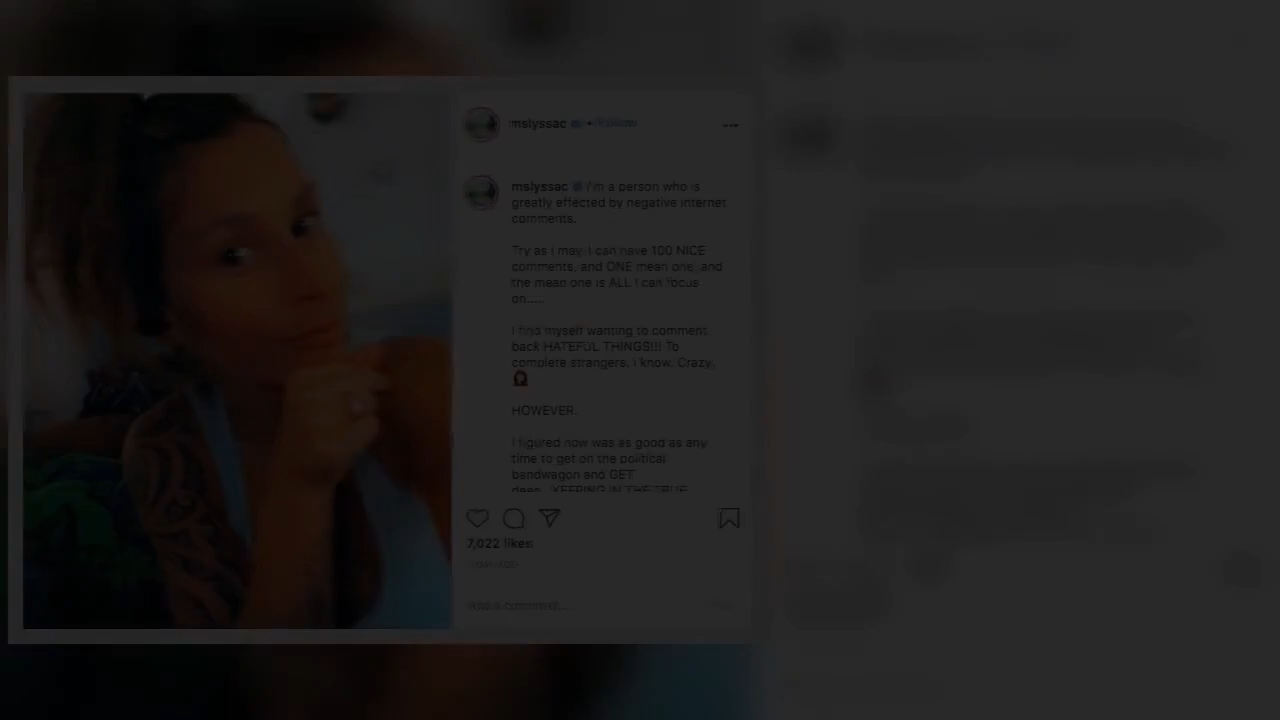 mslyssac • Follow
mslyssac I'm a person who is
greatly effected by negative internet
comments.
Try as I may, I can have 100 NICE
comments, and ONE mean one, and
the mean one is ALL I can focus
on.....
I find myself wanting to comment
back HATEFUL THINGS!!! To
complete strangers, I know. Crazy.
HOWEVER.
I figured now was as good as any
time to get on the political
bandwagon and GET
deep...KEEPING IN THE TRUE
7,022 likes
Add a comment...